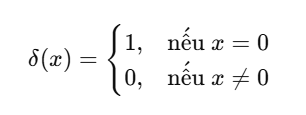 δ(x) = { 1, nếu x = 0
0, nếu x ≠ 0